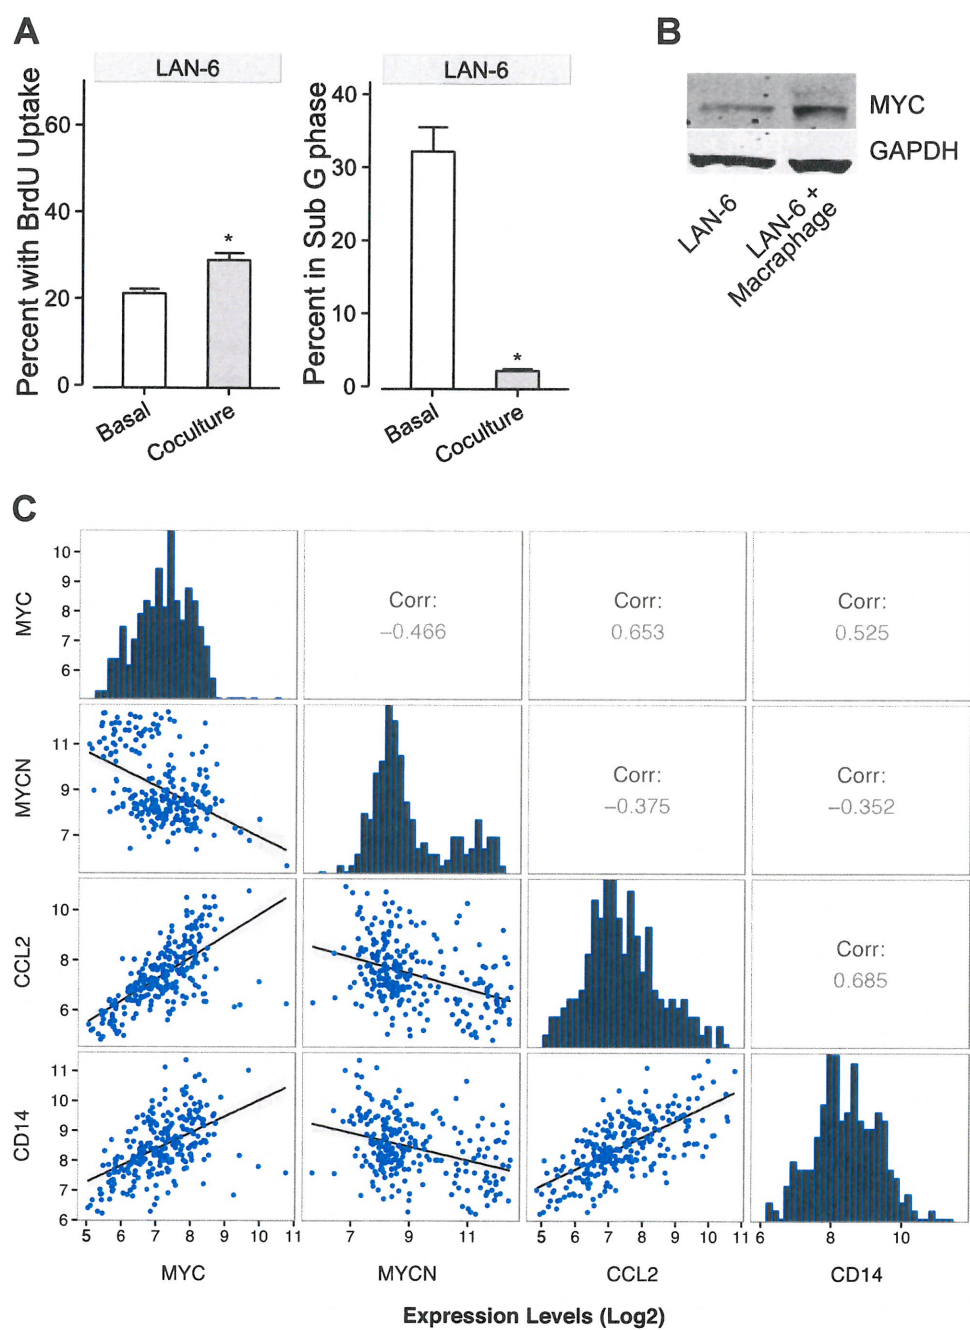 A
LAN-6
Percent with BrdU Uptake
60
40
20
0
*
Basal
Coculture
LAN-6
Percent in Sub G phase
40
30
20
10
0
*
Basal
Coculture
B
MYC
GAPDH
LAN-6
LAN-6 +
Macraphage
C
MYC
10
9
8
7
6
Corr:
−0.466
Corr:
0.653
Corr:
0.525
MYCN
11
9
7
Corr:
−0.375
Corr:
−0.352
CCL2
10
8
6
Corr:
0.685
CD14
11
10
9
8
7
6
5 6 7 8 9 10 11
7 9 11
5 6 7 8 9 10 11
6 8 10
MYC
MYCN
CCL2
CD14
Expression Levels (Log2)